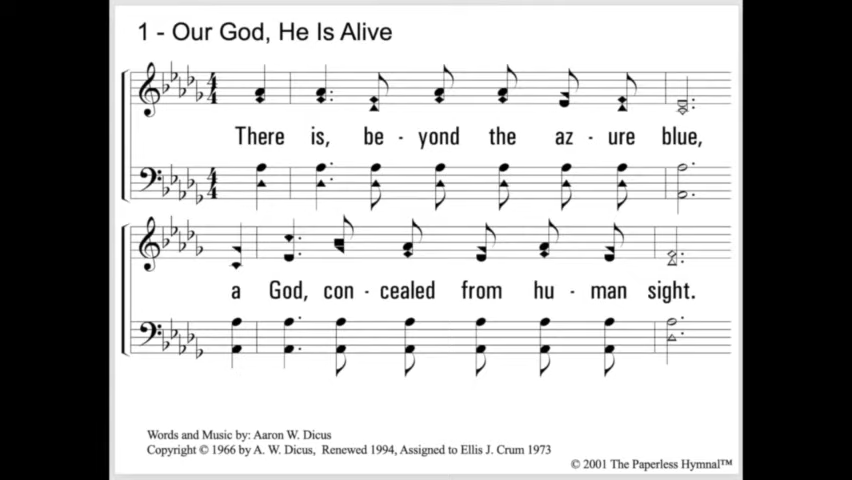 1 - Our God, He Is Alive
There is, be - yond the az - ure blue,
a God, con - cealed from hu - man sight.
Words and Music by: Aaron W. Dicus
Copyright © 1966 by A. W. Dicus, Renewed 1994, Assigned to Ellis J. Crum 1973
© 2001 The Paperless Hymnal™